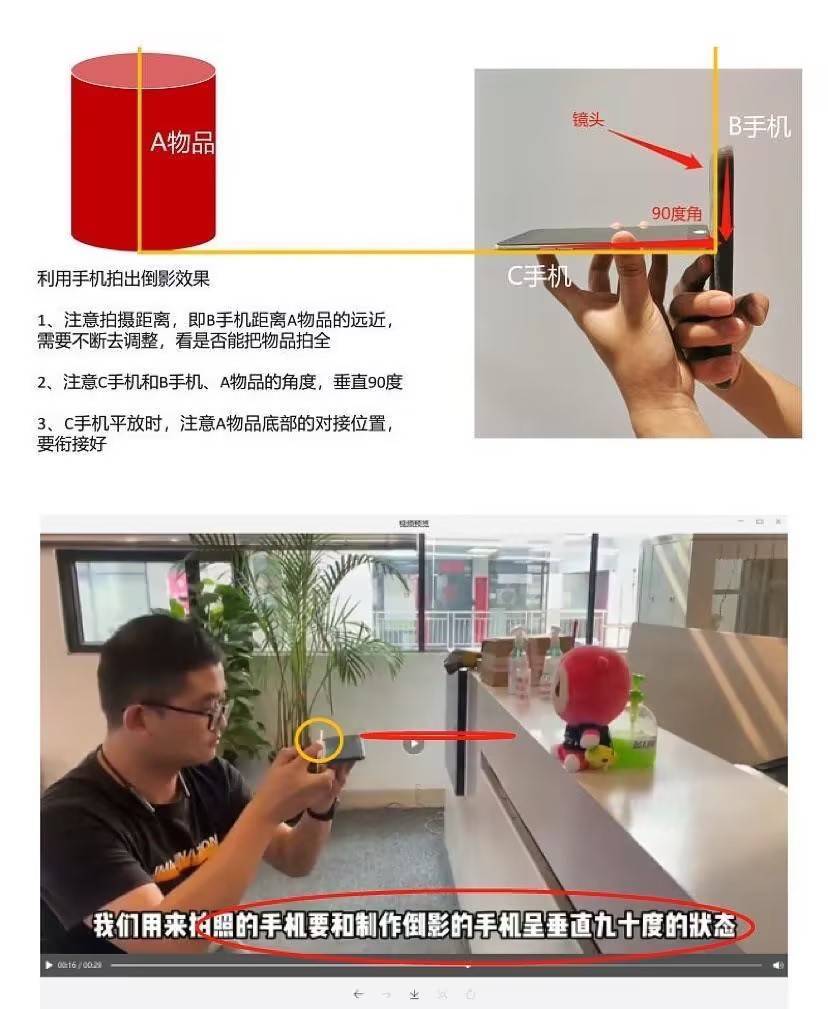 A物品
镜头
B手机
90度角
C手机
利用手机拍出倒影效果
1、注意拍摄距离，即B手机距离A物品的远近，
需要不断去调整，看是否能把物品拍全
2、注意C手机和B手机、A物品的角度，垂直90度
3、C手机平放时，注意A物品底部的对接位置，
要衔接好
视频预览
我们用来拍照的手机要和制作倒影的手机呈垂直九十度的狀态
00:16 / 00:29